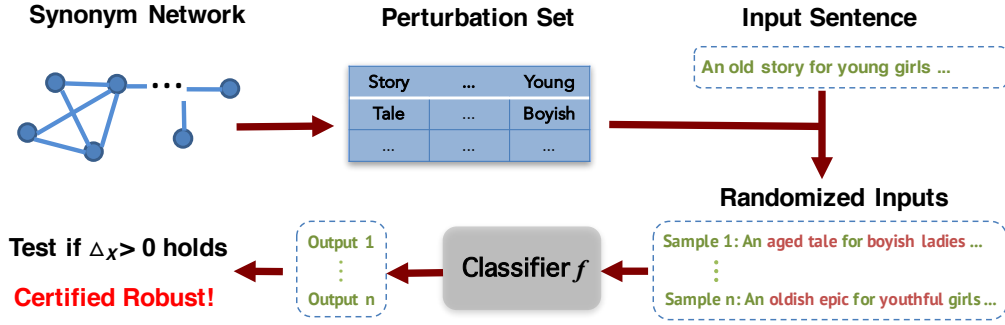 Synonym Network
Perturbation Set
Input Sentence
...
Story ... Young
Tale ... Boyish
... ... ...
An old story for young girls ...
Randomized Inputs
Sample 1: An aged tale for boyish ladies ...
Sample n: An oldish epic for youthful girls ...
Classifier f
Output 1
Output n
Test if △X > 0 holds
Certified Robust!